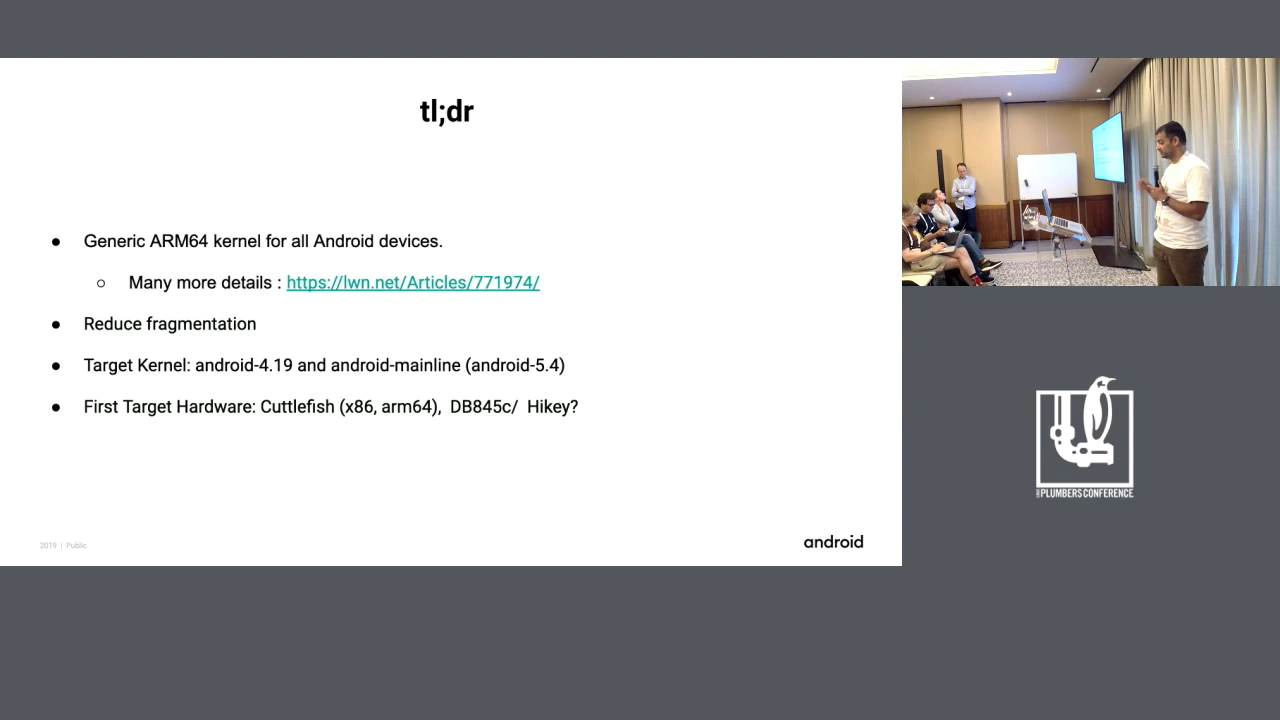 tl;dr
● Generic ARM64 kernel for all Android devices.
○ Many more details : https://lwn.net/Articles/771974/
● Reduce fragmentation
● Target Kernel: android-4.19 and android-mainline (android-5.4)
● First Target Hardware: Cuttlefish (x86, arm64), DB845c/ Hikey?
2019 | Public
android
PLUMBERS CONFERENCE